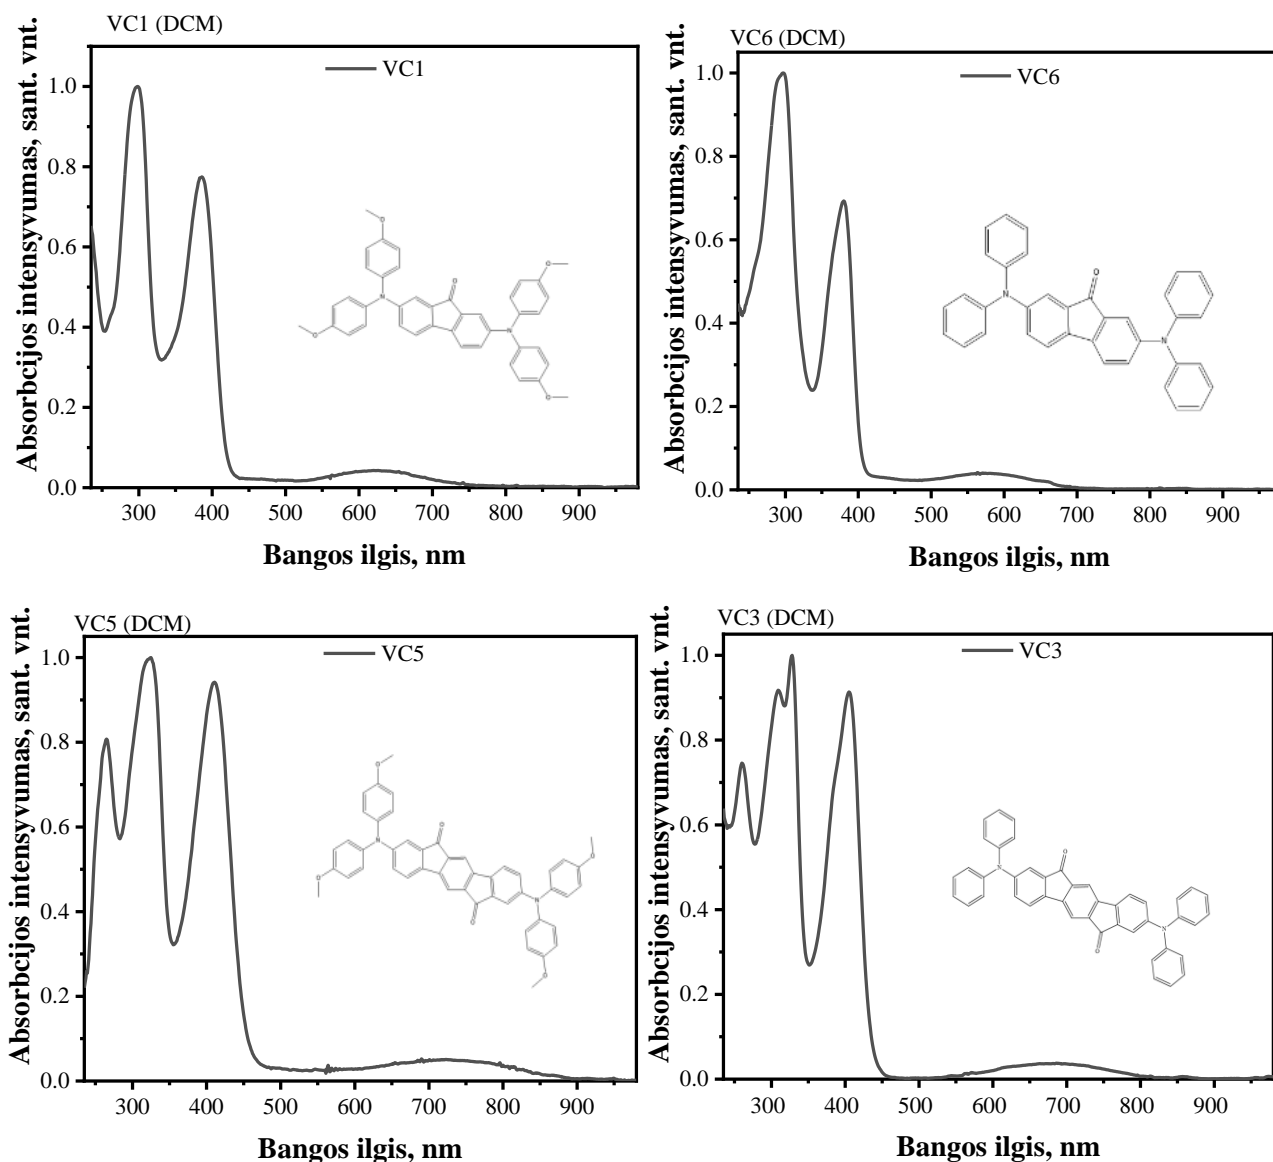 VC1 (DCM)
VC1
Absorbcijos intensyvumas, sant. vnt.
1.0
0.8
0.6
0.4
0.2
0.0
300 400 500 600 700 800 900
Bangos ilgis, nm
O
O
O
N
N
O
O
VC6 (DCM)
VC6
Absorbcijos intensyvumas, sant. vnt.
1.0
0.8
0.6
0.4
0.2
0.0
300 400 500 600 700 800 900
Bangos ilgis, nm
O
N
N
VC5 (DCM)
VC5
Absorbcijos intensyvumas, sant. vnt.
1.0
0.8
0.6
0.4
0.2
0.0
300 400 500 600 700 800 900
Bangos ilgis, nm
O
O
N
O
O
O
N
O
VC3 (DCM)
VC3
Absorbcijos intensyvumas, sant. vnt.
1.0
0.8
0.6
0.4
0.2
0.0
300 400 500 600 700 800 900
Bangos ilgis, nm
O
N
N
O